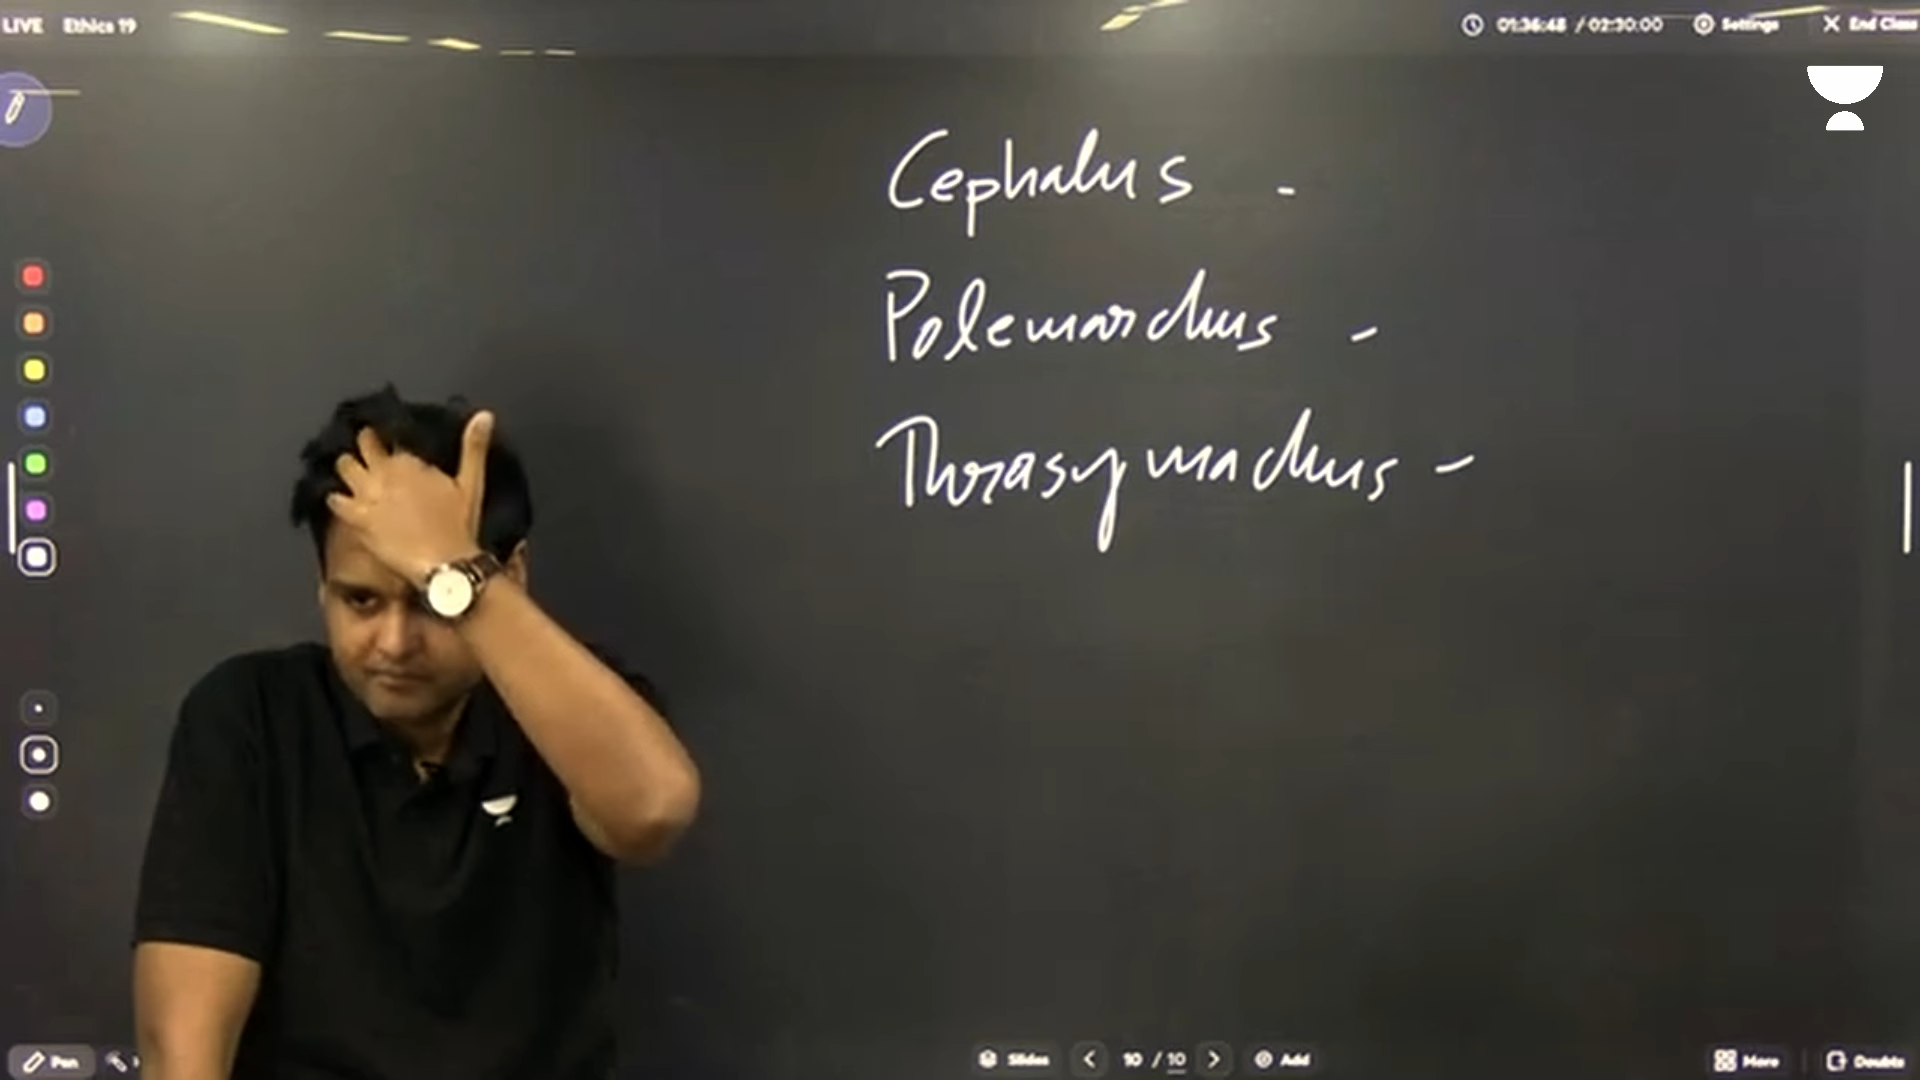 LIVE Ethics 19
01:36:48 / 02:30:00 Settings End Class
Cephalus -
Polemarchus -
Thrasymachus -
Pen
Slides 10 / 10 Add
More Doubts